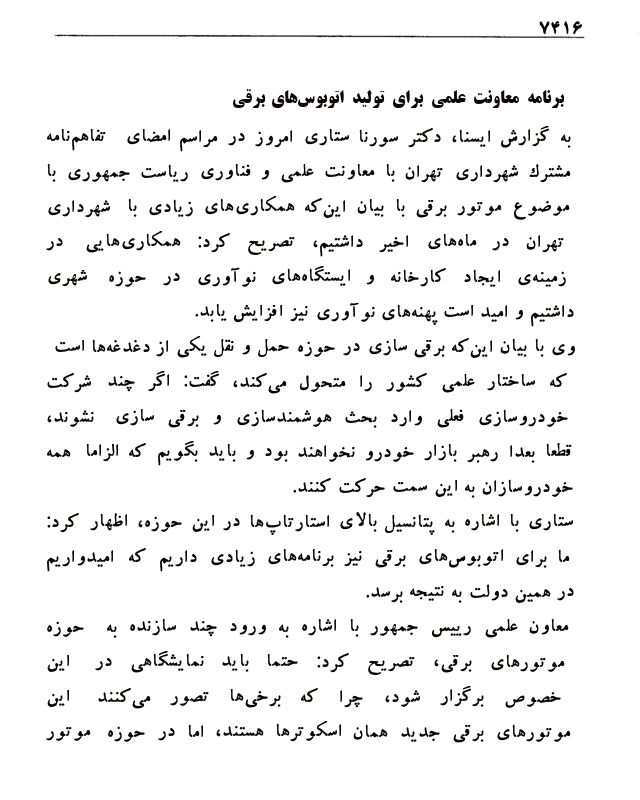 ۷۴۱۶
برنامه معاونت علمی برای تولید اتوبوس‌های برقی
به گزارش ایسنا، دکتر سورنا ستاری امروز در مراسم امضای تفاهم‌نامه
مشترك شهرداری تهران با معاونت علمی و فناوری ریاست جمهوری با
موضوع موتور برقی با بیان این‌که همکاری‌های زیادی با شهرداری
تهران در ماه‌های اخیر داشتیم، تصریح کرد: همکاری‌هایی در
زمینه‌ی ایجاد کارخانه و ایستگاه‌های نوآوری در حوزه شهری
داشتیم و امید است پهنه‌های نوآوری نیز افزایش یابد.
وی با بیان این‌که برقی سازی در حوزه حمل و نقل یکی از دغدغه‌ها است
که ساختار علمی کشور را متحول می‌کند، گفت: اگر چند شرکت
خودروسازی فعلی وارد بحث هوشمندسازی و برقی سازی نشوند،
قطعا بعدا رهبر بازار خودرو نخواهند بود و باید بگویم که الزاما همه
خودروسازان به این سمت حرکت کنند.
ستاری با اشاره به پتانسیل بالای استارتاپ‌ها در این حوزه، اظهار کرد:
ما برای اتوبوس‌های برقی نیز برنامه‌های زیادی داریم که امیدواریم
در همین دولت به نتیجه برسد.
معاون علمی رییس جمهور با اشاره به ورود چند سازنده به حوزه
موتورهای برقی، تصریح کرد: حتما باید نمایشگاهی در این
خصوص برگزار شود، چرا که برخی‌ها تصور می‌کنند این
موتورهای برقی جدید همان اسکوترها هستند، اما در حوزه موتور